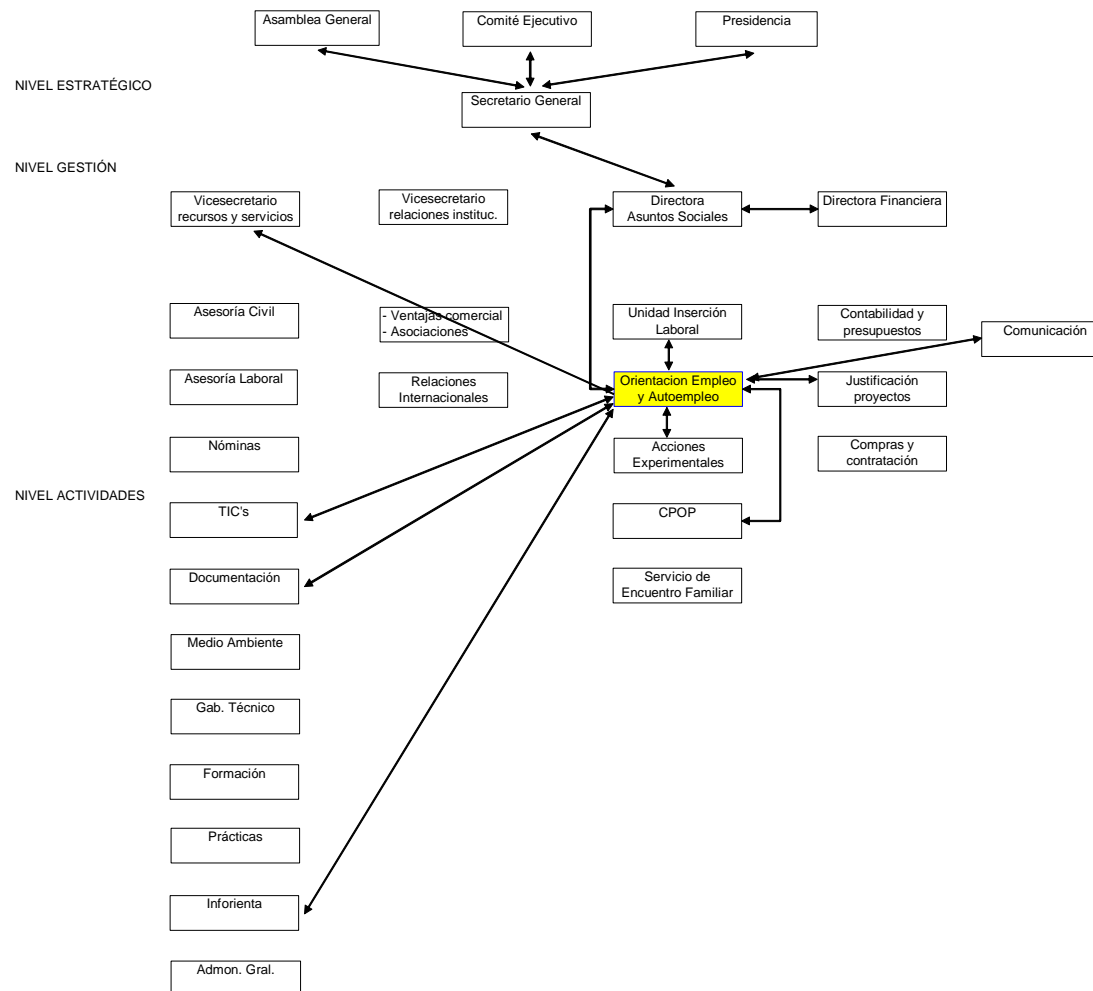 Asamblea General
Comité Ejecutivo
Presidencia
NIVEL ESTRATÉGICO
Secretario General
NIVEL GESTIÓN
Vicesecretario
recursos y servicios
Vicesecretario
relaciones instituc.
Directora
Asuntos Sociales
Directora Financiera
Asesoría Civil
- Ventajas comercial
- Asociaciones
Unidad Inserción
Laboral
Contabilidad y
presupuestos
Comunicación
Asesoría Laboral
Relaciones
Internacionales
Orientacion Empleo
y Autoempleo
Justificación
proyectos
Nóminas
Acciones
Experimentales
Compras y
contratación
NIVEL ACTIVIDADES
TIC's
CPOP
Documentación
Servicio de
Encuentro Familiar
Medio Ambiente
Gab. Técnico
Formación
Prácticas
Inforienta
Admon. Gral.